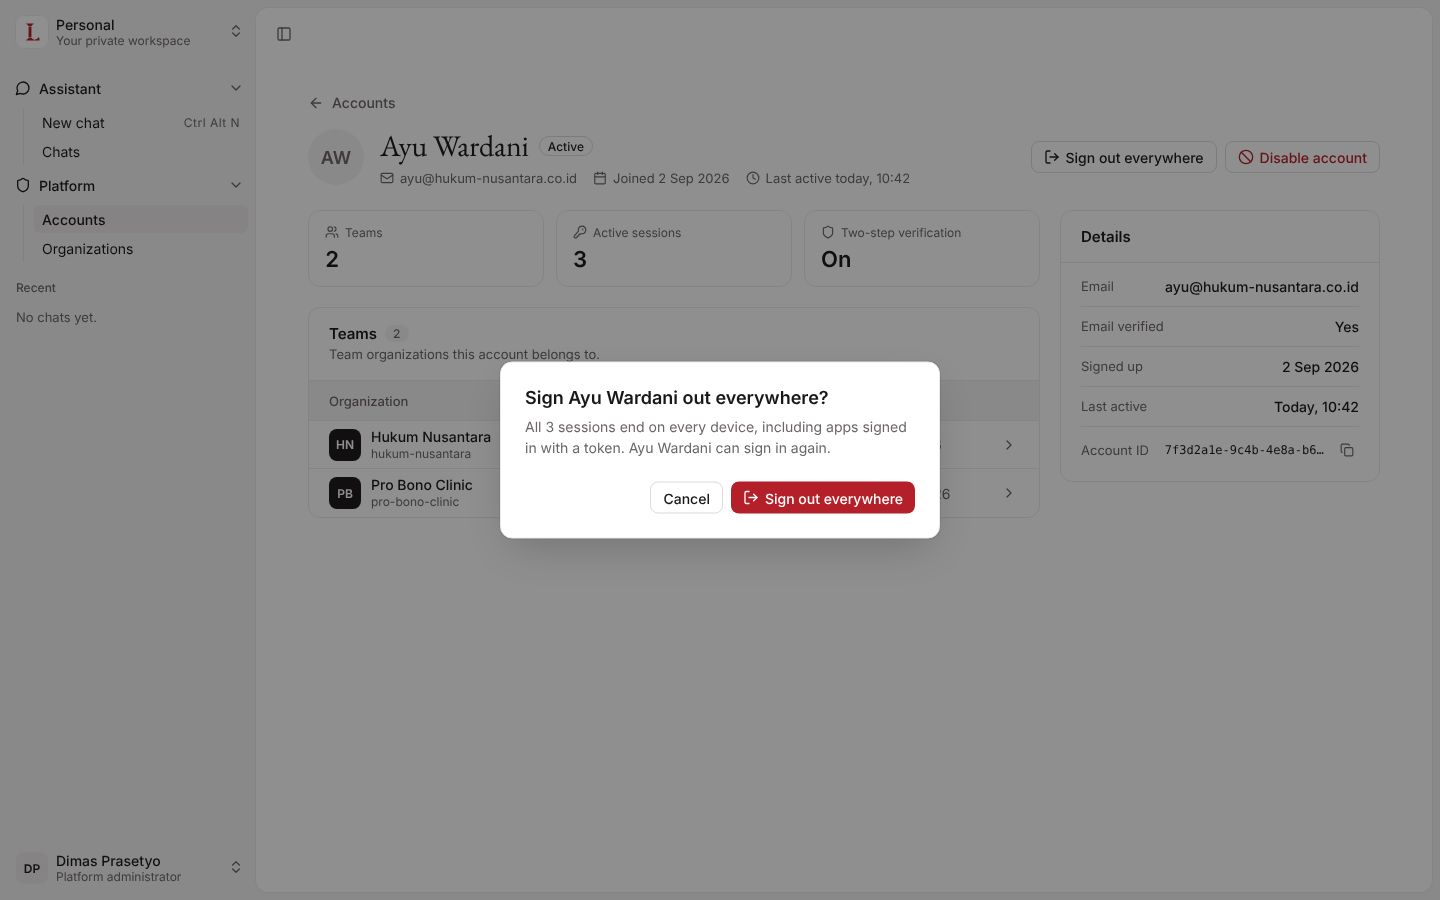 L
Personal
Your private workspace
Assistant
New chat
Ctrl Alt N
Chats
Platform
Accounts
Organizations
Recent
No chats yet.
DP
Dimas Prasetyo
Platform administrator
Accounts
AW
Ayu Wardani
Active
ayu@hukum-nusantara.co.id
Joined 2 Sep 2026
Last active today, 10:42
Sign out everywhere
Disable account
Teams
2
Active sessions
3
Two-step verification
On
Teams 2
Team organizations this account belongs to.
Organization
HN
Hukum Nusantara
hukum-nusantara
PB
Pro Bono Clinic
pro-bono-clinic
Details
Email
ayu@hukum-nusantara.co.id
Email verified
Yes
Signed up
2 Sep 2026
Last active
Today, 10:42
Account ID
7f3d2a1e-9c4b-4e8a-b6…
Sign Ayu Wardani out everywhere?
All 3 sessions end on every device, including apps signed
in with a token. Ayu Wardani can sign in again.
Cancel
Sign out everywhere